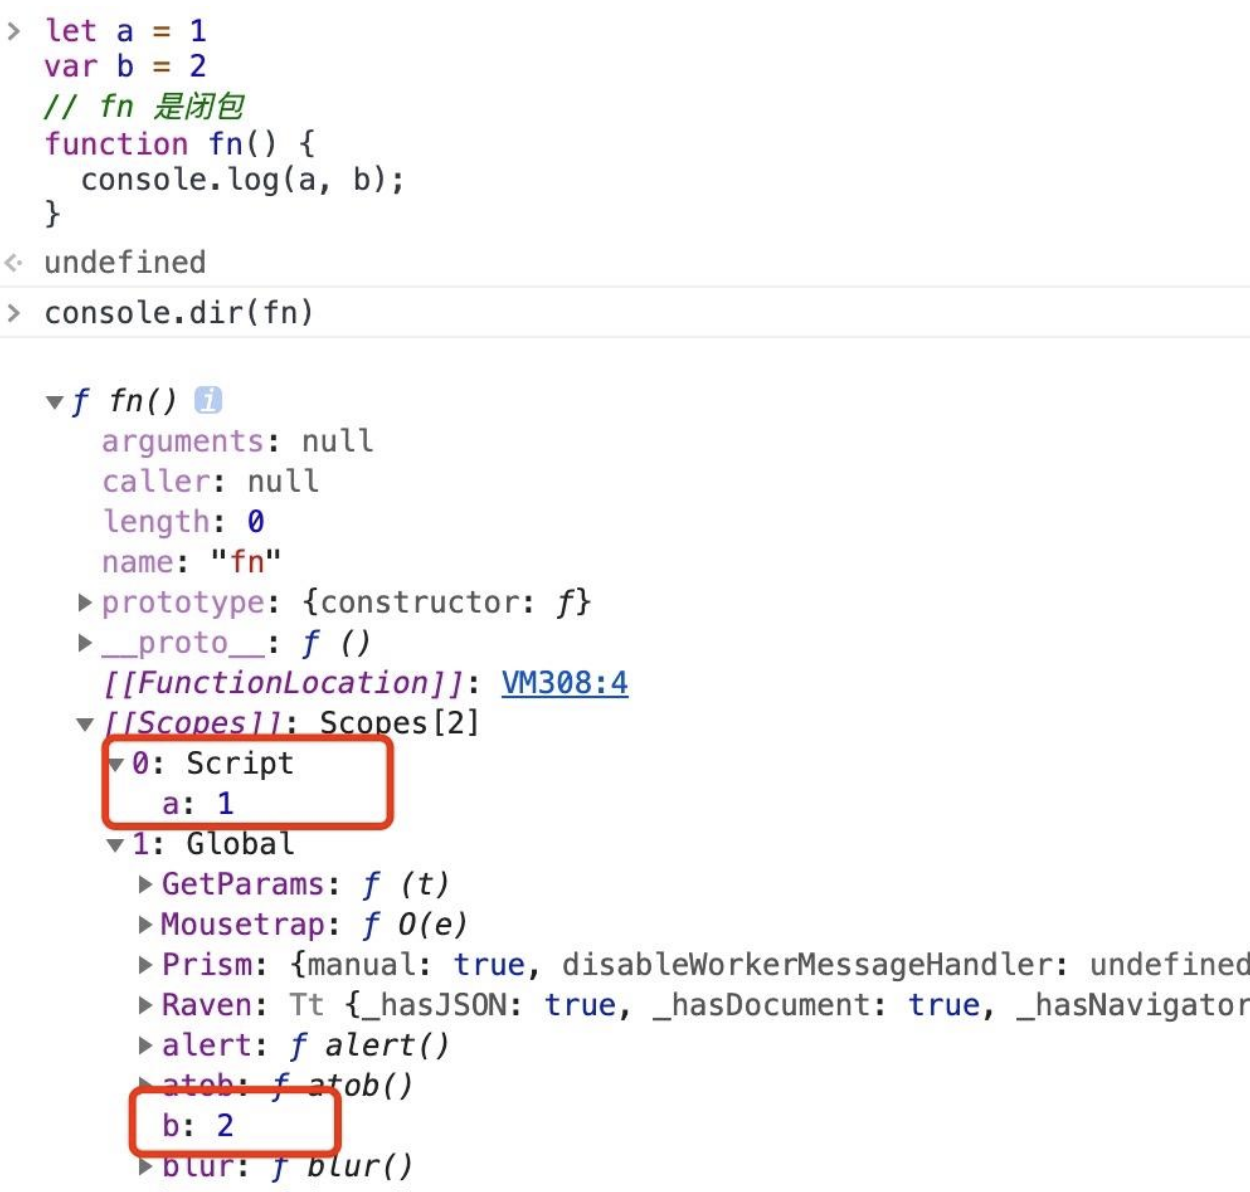 > let a = 1
var b = 2
// fn 是闭包
function fn() {
  console.log(a, b);
}
undefined
> console.dir(fn)
▼ƒ fn() i
arguments: null
caller: null
length: 0
name: "fn"
▶prototype: {constructor: ƒ}
▶__proto__: ƒ ()
[[FunctionLocation]]: VM308:4
▼[[Scopes]]: Scopes[2]
▼0: Script
a: 1
▼1: Global
▶GetParams: ƒ (t)
▶Mousetrap: ƒ O(e)
▶Prism: {manual: true, disableWorkerMessageHandler: undefined
▶Raven: Tt {_hasJSON: true, _hasDocument: true, _hasNavigator
▶alert: ƒ alert()
▶atob: ƒ atob()
b: 2
▶blur: ƒ blur()